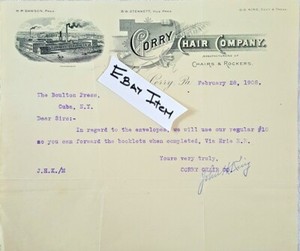 CORRY CHAIR COMPANY,
CHAIRS & ROCKERS.
Corry, Pa. February 26, 1906.
EBay Itch
The Boulton Press,
Cuba, N.Y.
Dear Sirs:
In regard to the envelopes, we will use our regular #10
so you can forward the booklets when completed, Via Erie R.R.
Yours very truly,
CORRY CHAIR CO.